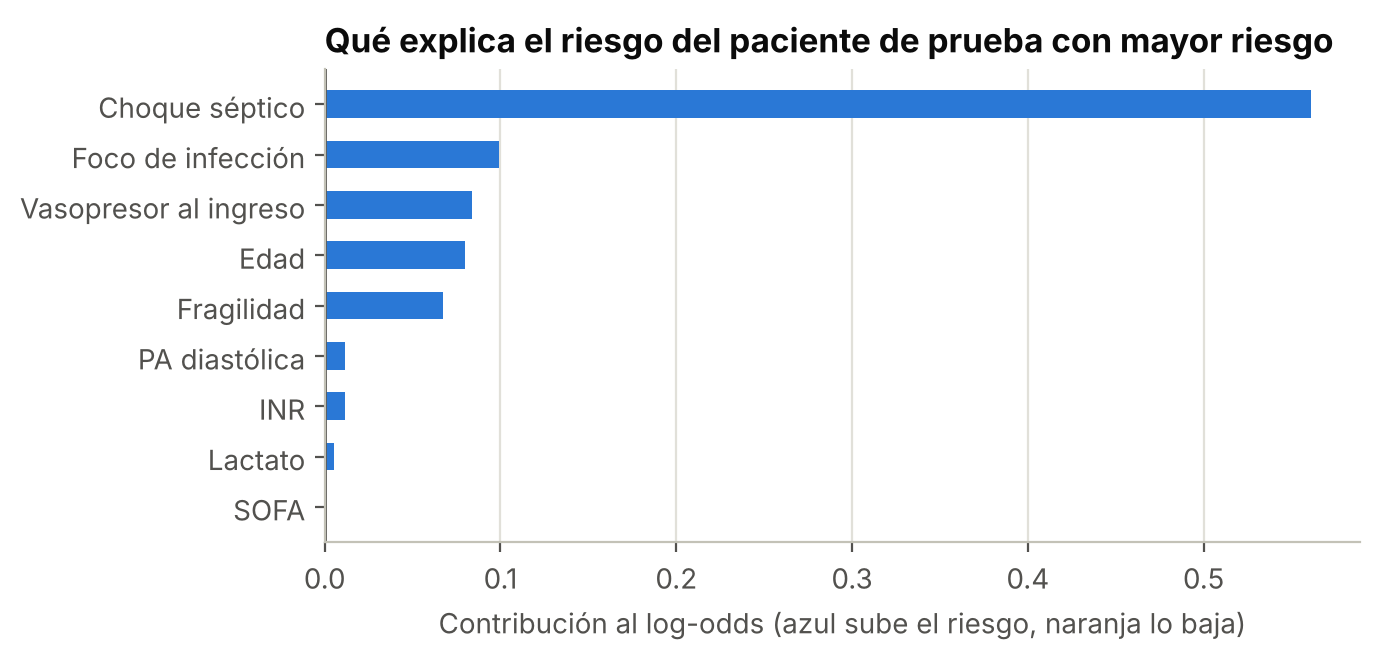 Qué explica el riesgo del paciente de prueba con mayor riesgo
Choque séptico
Foco de infección
Vasopresor al ingreso
Edad
Fragilidad
PA diastólica
INR
Lactato
SOFA
0.0 0.1 0.2 0.3 0.4 0.5
Contribución al log-odds (azul sube el riesgo, naranja lo baja)